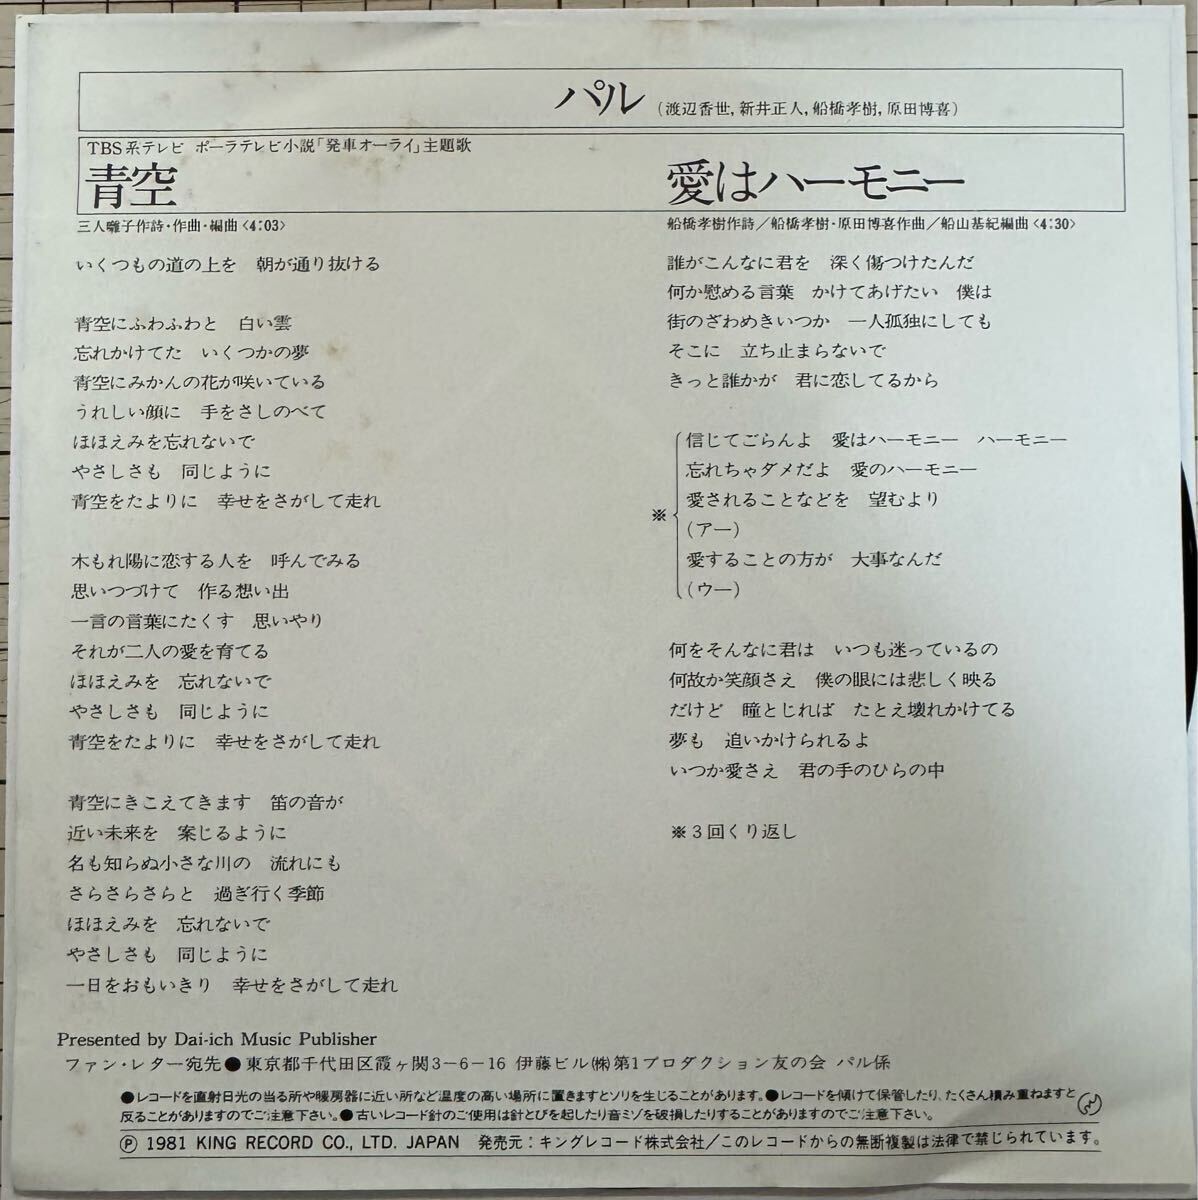 パル (渡辺香世, 新井正人, 船橋孝樹, 原田博喜)
TBS系テレビ ポーラテレビ小説「発車オーライ」主題歌
青空
三人囃子作詩・作曲・編曲〈4:03〉
いくつもの道の上を 朝が通り抜ける
青空にふわふわと 白い雲
忘れかけてた いくつかの夢
青空にみかんの花が咲いている
うれしい顔に 手をさしのべて
ほほえみを忘れないで
やさしさも 同じように
青空をたよりに 幸せをさがして走れ
木もれ陽に恋する人を 呼んでみる
思いつづけて 作る想い出
一言の言葉にたくす 思いやり
それが二人の愛を育てる
ほほえみを 忘れないで
やさしさも 同じように
青空をたよりに 幸せをさがして走れ
青空にきこえてきます 笛の音が
近い未来を 案じるように
名も知らぬ小さな川の 流れにも
さらさらさらと 過ぎ行く季節
ほほえみを 忘れないで
やさしさも 同じように
一日をおもいきり 幸せをさがして走れ
愛はハーモニー
船橋孝樹作詩／船橋孝樹・原田博喜作曲／船山基紀編曲〈4:30〉
誰がこんなに君を 深く傷つけたんだ
何か慰める言葉 かけてあげたい 僕は
街のざわめきいつか 一人孤独にしても
そこに 立ち止まらないで
きっと誰かが 君に恋してるから
信じてごらんよ 愛はハーモニー ハーモニー
忘れちゃダメだよ 愛のハーモニー
※ 愛されることなどを 望むより
(アー)
愛することの方が 大事なんだ
(ウー)
何をそんなに君は いつも迷っているの
何故か笑顔さえ 僕の眼には悲しく映る
だけど 瞳とじれば たとえ壊れかけてる
夢も 追いかけられるよ
いつか愛さえ 君の手のひらの中
※3回くり返し
Presented by Dai-ich Music Publisher
ファン・レター宛先●東京都千代田区霞ヶ関3-6-16 伊藤ビル㈱第1プロダクション友の会 パル係
●レコードを直射日光の当る所や暖房器に近い所など温度の高い場所に置きますとソリを生じることがあります。●レコードを傾けて保管したり、たくさん積み重ねますと
反ることがありますのでご注意下さい。●古いレコード針のご使用は針とびを起したり音ミゾを破損したりすることがありますのでご注意下さい。
Ⓟ 1981 KING RECORD CO., LTD. JAPAN 発売元：キングレコード株式会社／このレコードからの無断複製は法律で禁じられています。